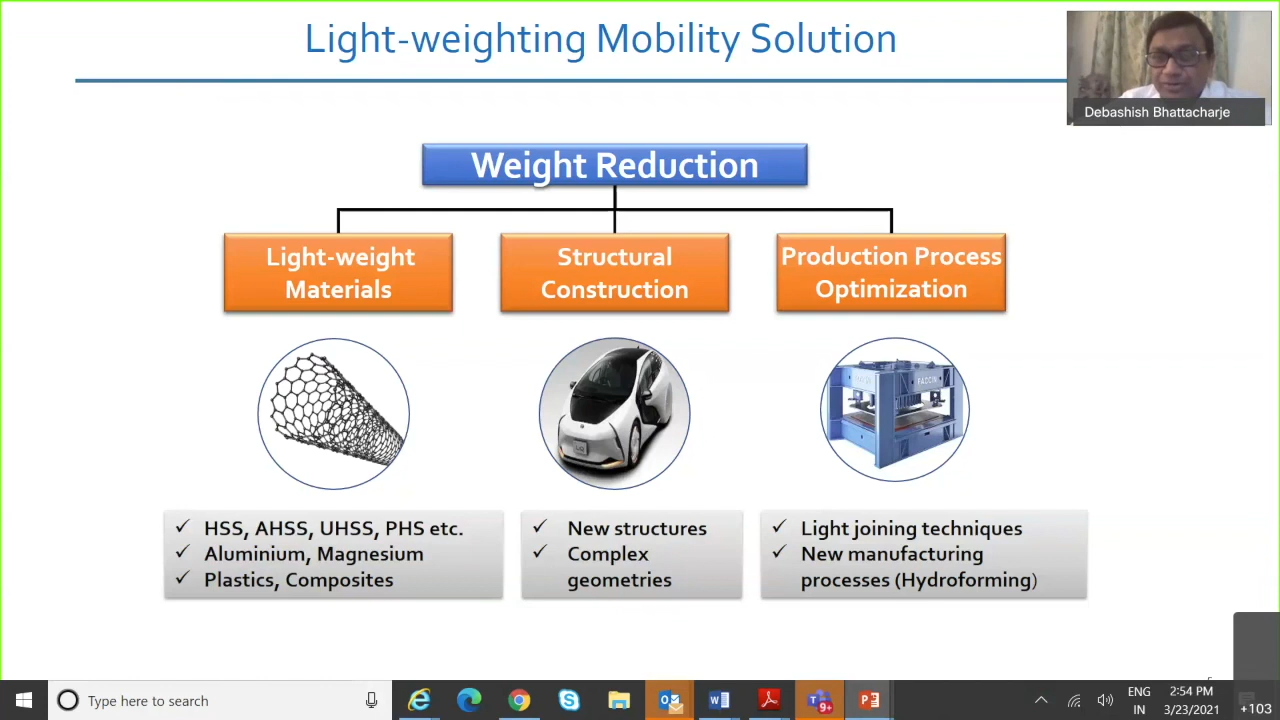 Light-weighting Mobility Solution
Debashish Bhattacharje
Weight Reduction
Light-weight
Materials
Structural
Construction
Production Process
Optimization
FACCIN
✓ HSS, AHSS, UHSS, PHS etc.
✓ Aluminium, Magnesium
✓ Plastics, Composites
✓ New structures
✓ Complex
geometries
✓ Light joining techniques
✓ New manufacturing
processes (Hydroforming)
Type here to search
9+
ENG
IN
2:54 PM
3/23/2021
+103